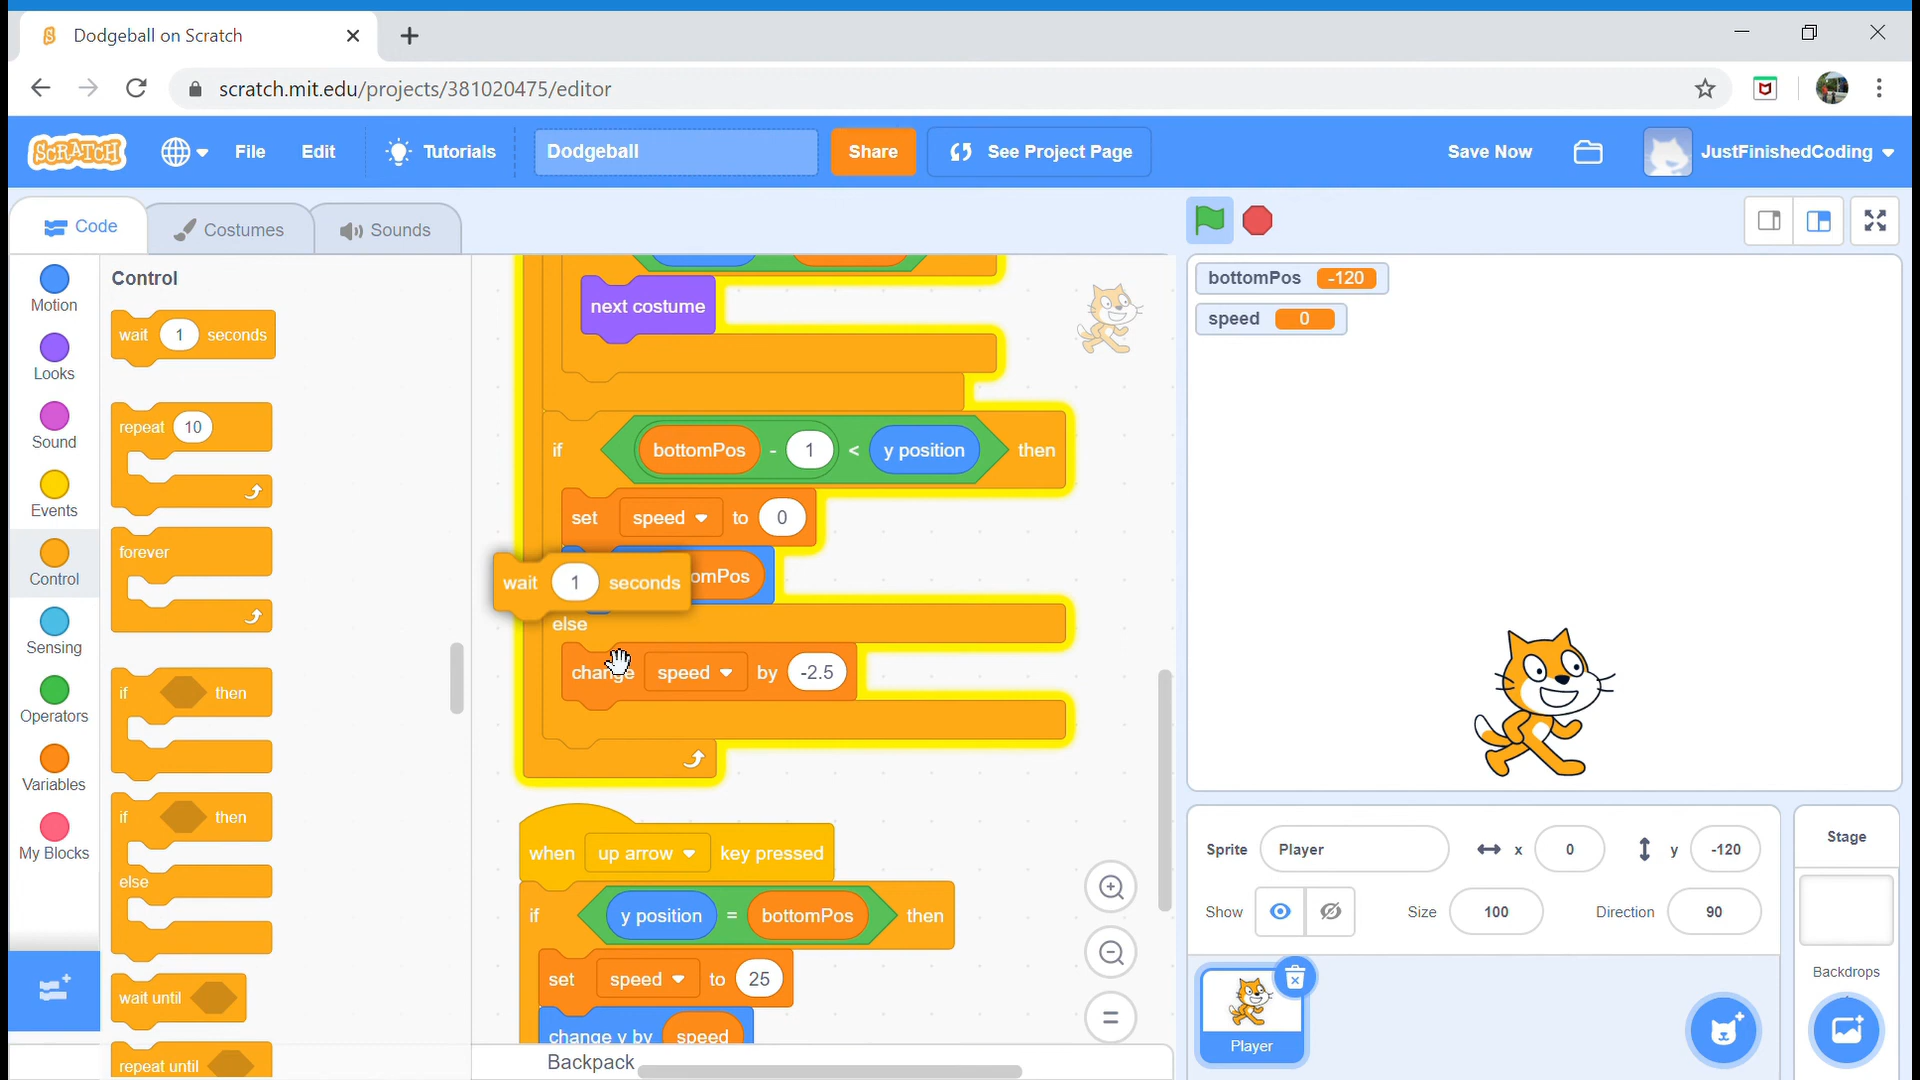 Dodgeball on Scratch
scratch.mit.edu/projects/381020475/editor
SCRATCH File Edit Tutorials Dodgeball Share See Project Page Save Now JustFinishedCoding
Code Costumes Sounds
Motion
Looks
Sound
Events
Control
Sensing
Operators
Variables
My Blocks
Control
wait 1 seconds
repeat 10
forever
if then
if then
else
wait until
repeat until
next costume
if bottomPos - 1 < y position then
set speed to 0
omPos
wait 1 seconds
else
change speed by -2.5
when up arrow key pressed
if y position = bottomPos then
set speed to 25
change y by speed
Backpack
bottomPos -120
speed 0
Sprite Player x 0 y -120
Show Size 100 Direction 90
Player
Stage
Backdrops